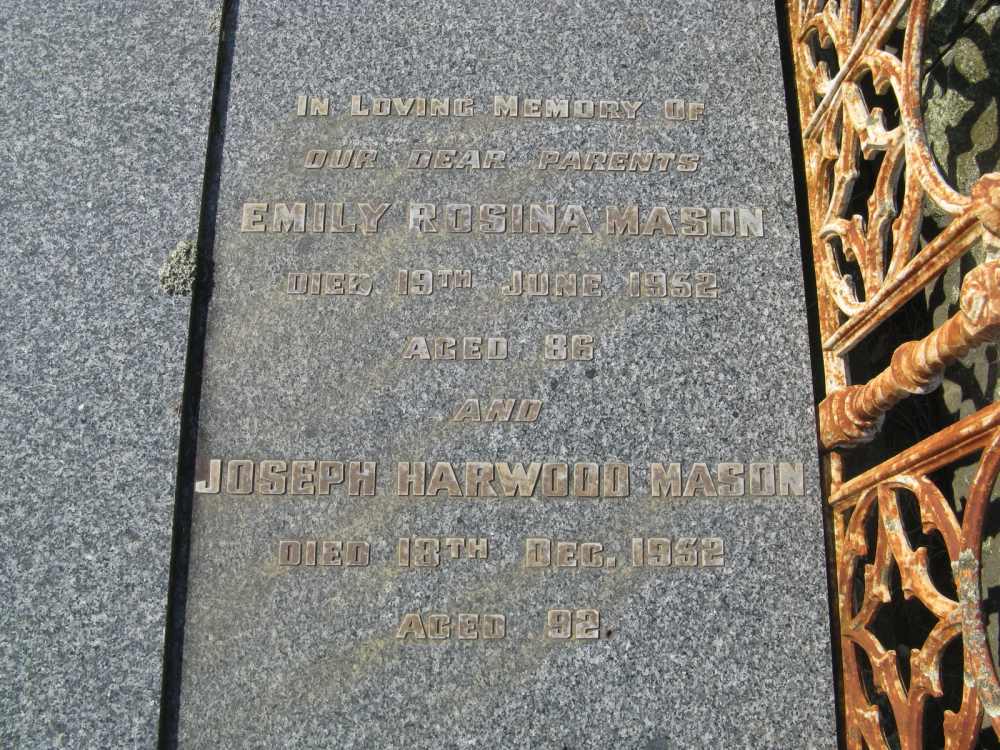 IN LOVING MEMORY OF
OUR DEAR PARENTS
EMILY ROSINA MASON
DIED 19TH JUNE 1952
AGED 86
AND
JOSEPH HARWOOD MASON
DIED 18TH DEC. 1952
AGED 92.